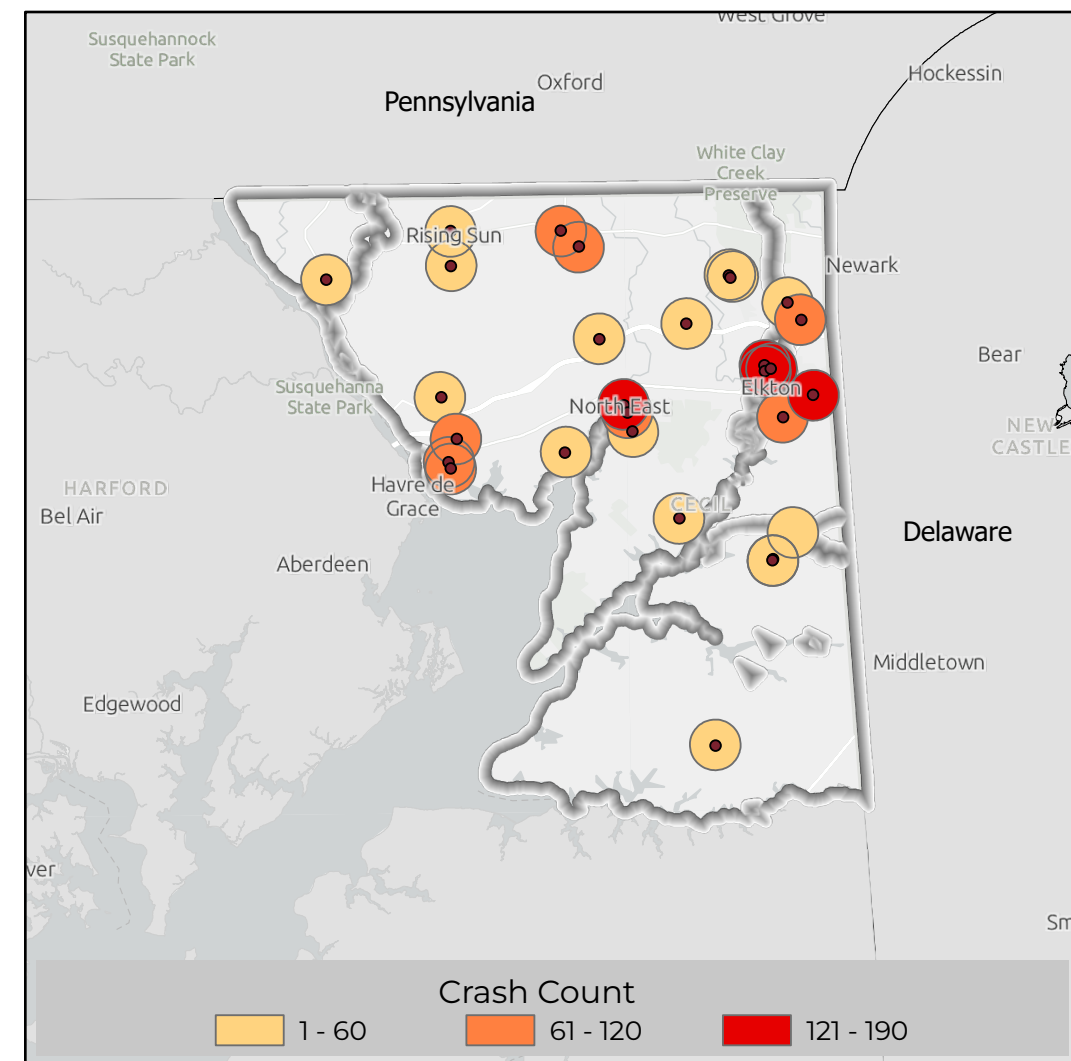 West Grove
Susquehannock
State Park
Oxford
Hockessin
Pennsylvania
White Clay
Creek
Preserve
Rising Sun
Newark
Bear
Susquehanna
State Park
Elkton
North East
NEW
CASTLE
HARFORD
Havre de
Grace
CECIL
Bel Air
Delaware
Aberdeen
Middletown
Edgewood
ver
Sm
Crash Count
1 - 60
61 - 120
121 - 190